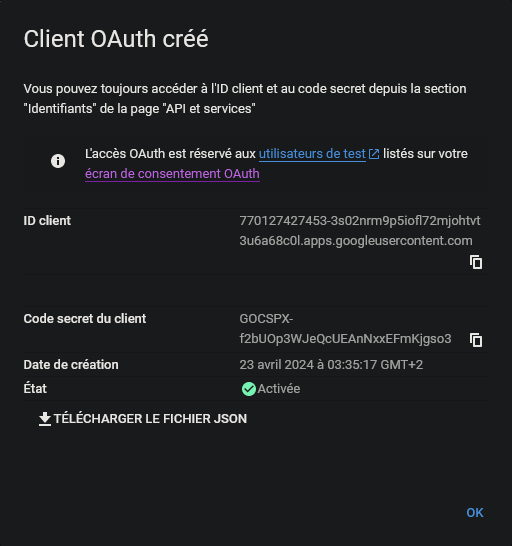 Client OAuth créé
Vous pouvez toujours accéder à l'ID client et au code secret depuis la section
"Identifiants" de la page "API et services"
L'accès OAuth est réservé aux utilisateurs de test listés sur votre
écran de consentement OAuth
ID client
770127427453-3s02nrm9p5iofl72mjohtvt
3u6a68c0l.apps.googleusercontent.com
Code secret du client
GOCSPX-
f2bUOp3WJeQcUEAnNxxEFmKjgso3
Date de création 23 avril 2024 à 03:35:17 GMT+2
État Activée
TÉLÉCHARGER LE FICHIER JSON
OK